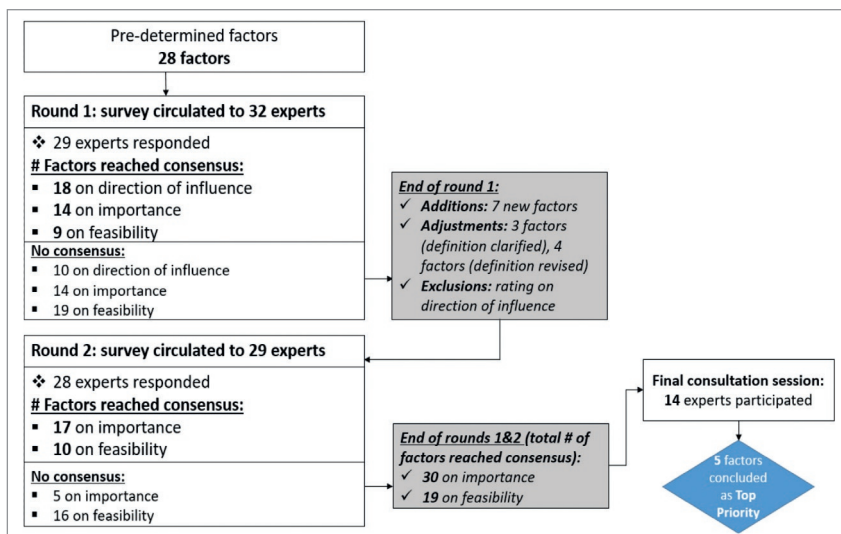 Pre-determined factors
28 factors
Round 1: survey circulated to 32 experts
❖ 29 experts responded
# Factors reached consensus:
▪ 18 on direction of influence
▪ 14 on importance
▪ 9 on feasibility
No consensus:
▪ 10 on direction of influence
▪ 14 on importance
▪ 19 on feasibility
End of round 1:
✓ Additions: 7 new factors
✓ Adjustments: 3 factors
(definition clarified), 4
factors (definition revised)
✓ Exclusions: rating on
direction of influence
Round 2: survey circulated to 29 experts
❖ 28 experts responded
# Factors reached consensus:
▪ 17 on importance
▪ 10 on feasibility
No consensus:
▪ 5 on importance
▪ 16 on feasibility
End of rounds 1&2 (total # of
factors reached consensus):
✓ 30 on importance
✓ 19 on feasibility
Final consultation session:
14 experts participated
5 factors
concluded
as Top
Priority